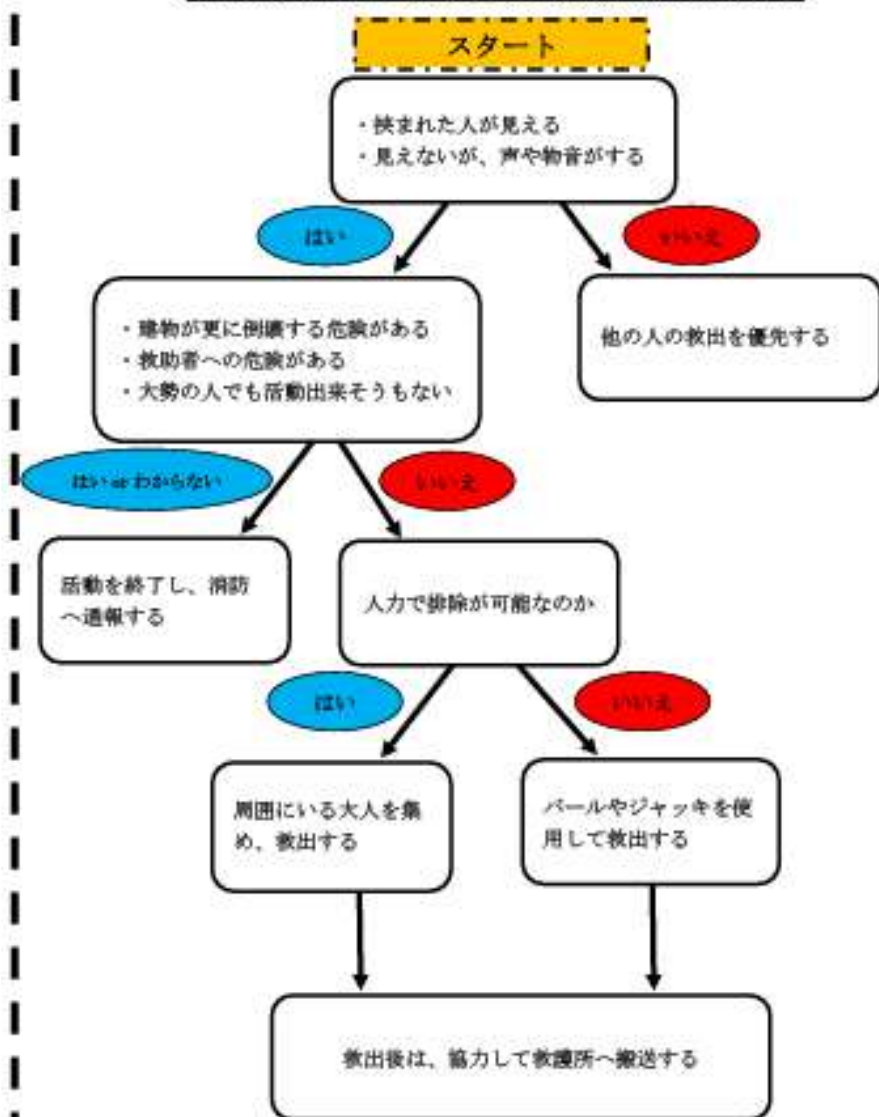 スタート
・挟まれた人が見える
・見えないが、声や物音がする
はい
いいえ
・建物が更に倒壊する危険がある
・救助者への危険がある
・大勢の人でも活動出来そうもない
他の人の救出を優先する
はい or わからない
いいえ
活動を終了し、消防
へ通報する
人力で排除が可能なのか
はい
いいえ
周囲にいる大人を集
め、救出する
バールやジャッキを使
用して救出する
救出後は、協力して救護所へ搬送する